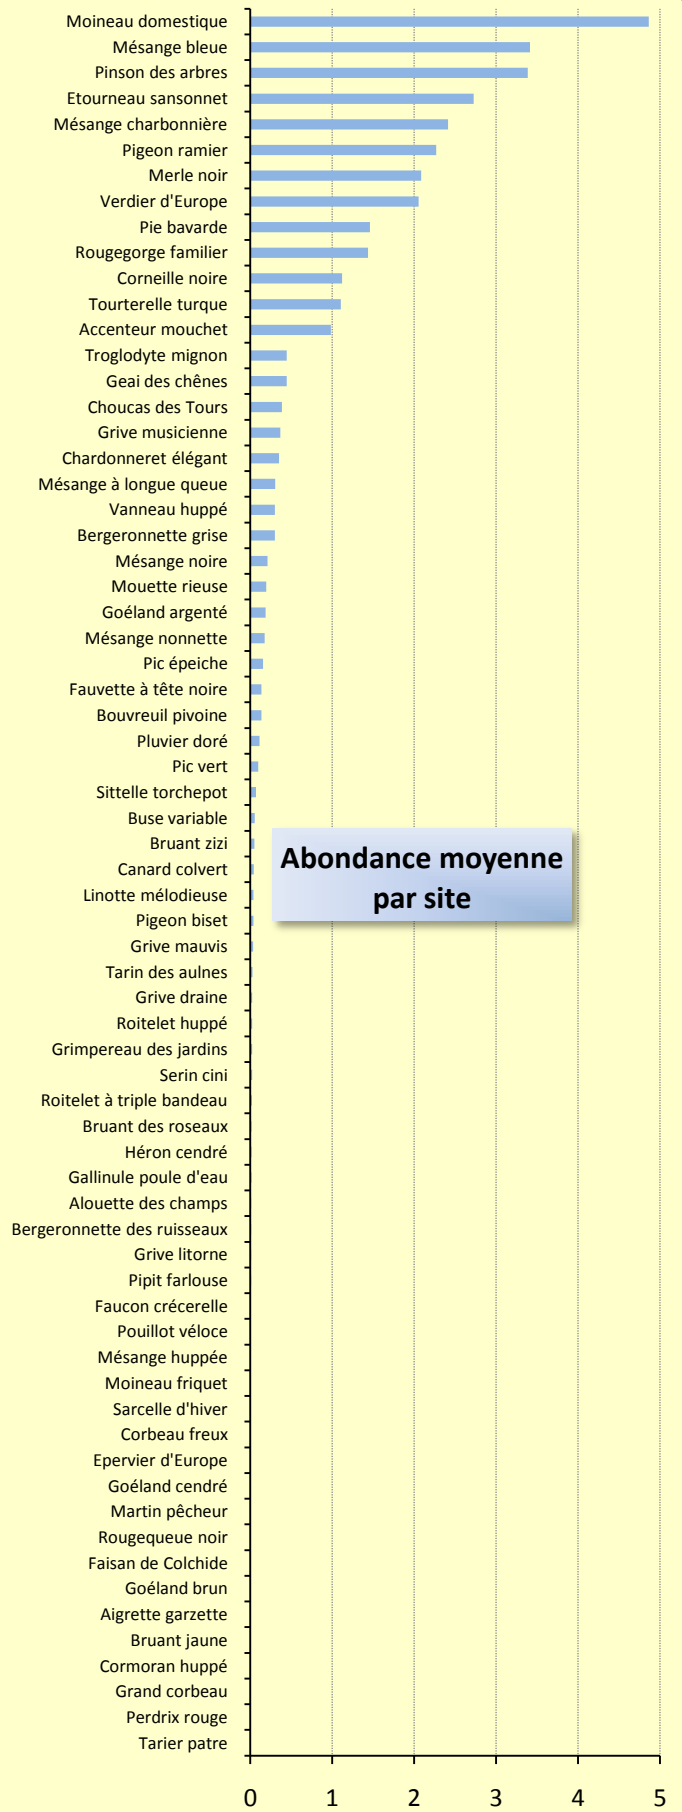 Moineau domestique
Mésange bleue
Pinson des arbres
Etourneau sansonnet
Mésange charbonnière
Pigeon ramier
Merle noir
Verdier d'Europe
Pie bavarde
Rougegorge familier
Corneille noire
Tourterelle turque
Accenteur mouchet
Troglodyte mignon
Geai des chênes
Choucas des Tours
Grive musicienne
Chardonneret élégant
Mésange à longue queue
Vanneau huppé
Bergeronnette grise
Mésange noire
Mouette rieuse
Goéland argenté
Mésange nonnette
Pic épeiche
Fauvette à tête noire
Bouvreuil pivoine
Pluvier doré
Pic vert
Sittelle torchepot
Buse variable
Bruant zizi
Canard colvert
Linotte mélodieuse
Pigeon biset
Grive mauvis
Tarin des aulnes
Grive draine
Roitelet huppé
Grimpereau des jardins
Serin cini
Roitelet à triple bandeau
Bruant des roseaux
Héron cendré
Gallinule poule d'eau
Alouette des champs
Bergeronnette des ruisseaux
Grive litorne
Pipit farlouse
Faucon crécerelle
Pouillot véloce
Mésange huppée
Moineau friquet
Sarcelle d'hiver
Corbeau freux
Epervier d'Europe
Goéland cendré
Martin pêcheur
Rougequeue noir
Faisan de Colchide
Goéland brun
Aigrette garzette
Bruant jaune
Cormoran huppé
Grand corbeau
Perdrix rouge
Tarier patre
Abondance moyenne
par site
0 1 2 3 4 5